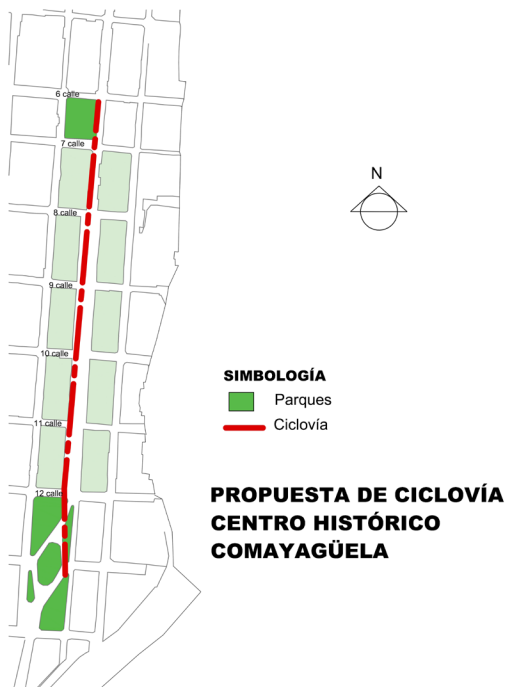 6 calle
7 calle
8 calle
9 calle
10 calle
11 calle
12 calle
N
SIMBOLOGÍA
Parques
Ciclovía
PROPUESTA DE CICLOVÍA
CENTRO HISTÓRICO
COMAYAGÜELA